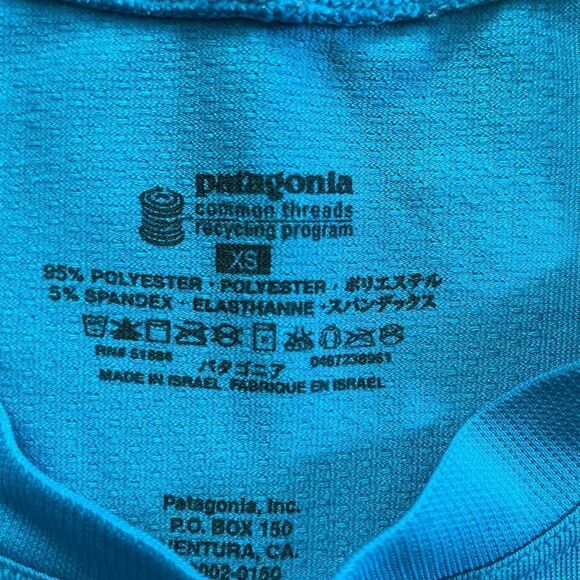 patagonia
common threads
recycling program
XS
95% POLYESTER · POLYESTER · ポリエステル
5% SPANDEX · ELASTHANNE · スパンデックス
RN# 51884 パタゴニア 0487238961
MADE IN ISRAEL FABRIQUE EN ISRAEL
Patagonia, Inc.
P.O. BOX 150
VENTURA, CA.